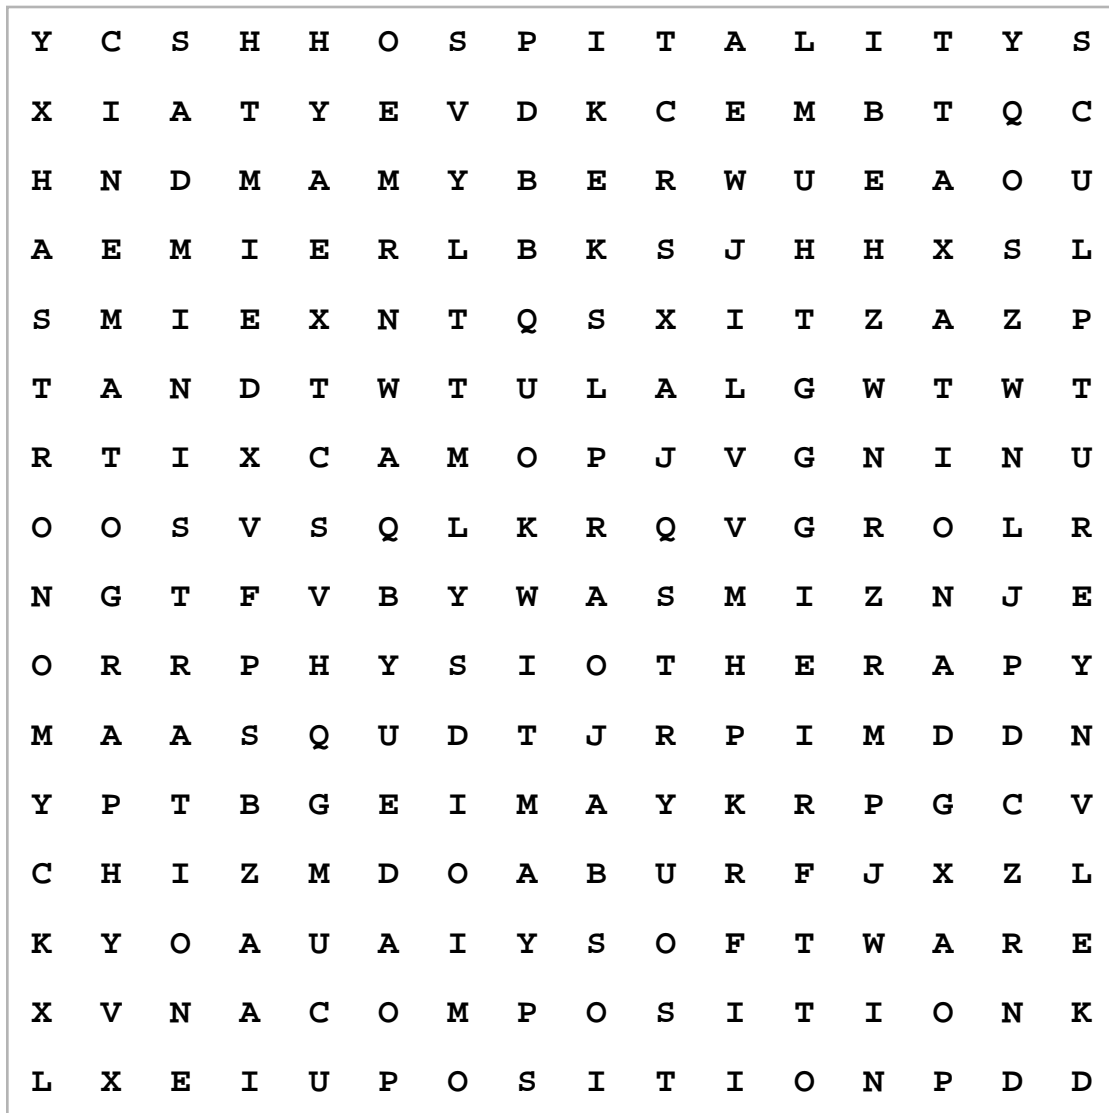 Y C S H H O S P I T A L I T Y S
X I A T Y E V D K C E M B T Q C
H N D M A M Y B E R W U E A O U
A E M I E R L B K S J H H X S L
S M I E X N T Q S X I T Z A Z P
T A N D T W T U L A L G W T W T
R T I X C A M O P J V G N I N U
O O S V S Q L K R Q V G R O L R
N G T F V B Y W A S M I Z N J E
O R R P H Y S I O T H E R A P Y
M A A S Q U D T J R P I M D D N
Y P T B G E I M A Y K R P G C V
C H I Z M D O A B U R F J X Z L
K Y O A U A I Y S O F T W A R E
X V N A C O M P O S I T I O N K
L X E I U P O S I T I O N P D D